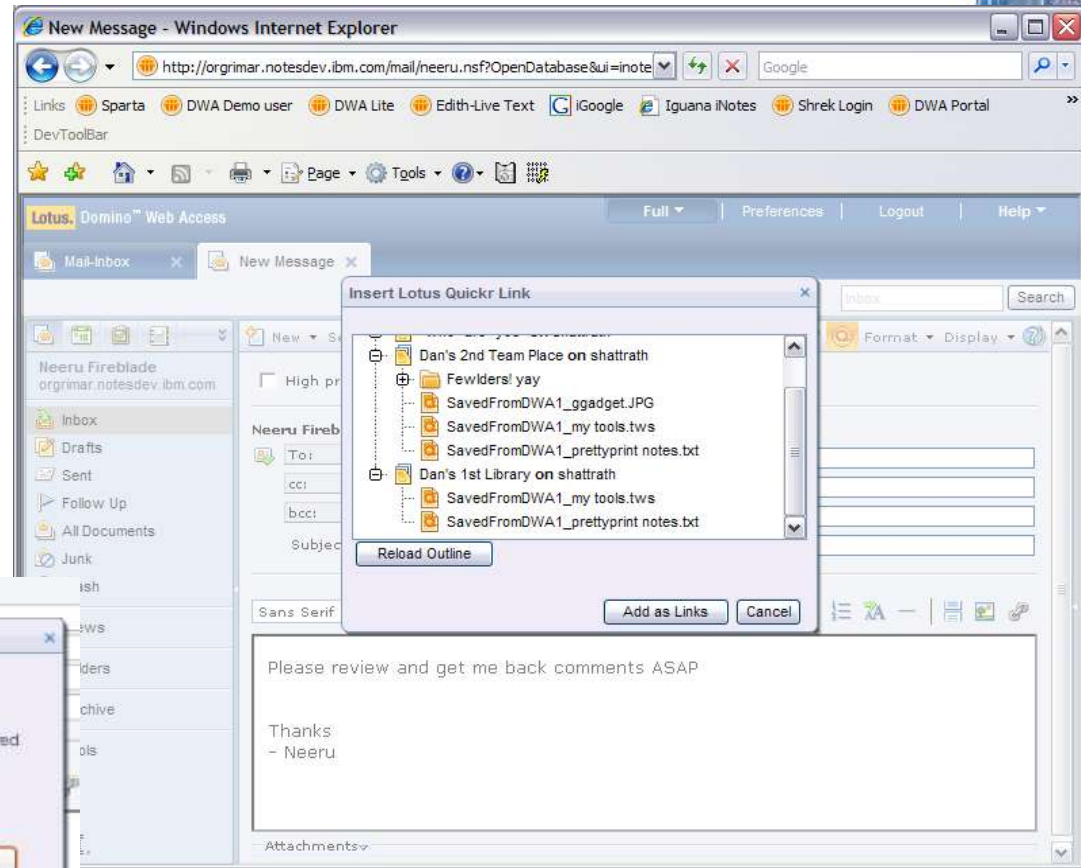 New Message - Windows Internet Explorer
http://orgrimar.notesdev.ibm.com/mail/neeru.nsf?OpenDatabase&ui=inote
Google
Links Sparta DWA Demo user DWA Lite Edith-Live Text iGoogle Iguana iNotes Shrek Login DWA Portal »
DevToolBar
Page Tools
Lotus. Domino™ Web Access
Full | Preferences | Logout | Help
Mail-Inbox x
New Message x
Insert Lotus Quickr Link x
Inbox
Search
New
Format Display
Neeru Fireblade
orgrimar.notesdev.ibm.com
Inbox
Drafts
Sent
Follow Up
All Documents
Junk
High pr
Neeru Fireb
To:
cc:
bcc:
Subjec
Dan's 2nd Team Place on shattrath
Fewlders! yay
SavedFromDWA1_ggadget.JPG
SavedFromDWA1_my tools.tws
SavedFromDWA1_prettyprint notes.txt
Dan's 1st Library on shattrath
SavedFromDWA1_my tools.tws
SavedFromDWA1_prettyprint notes.txt
Reload Outline
Add as Links
Cancel
Sans Serif
Please review and get me back comments ASAP
Thanks
- Neeru
Attachments